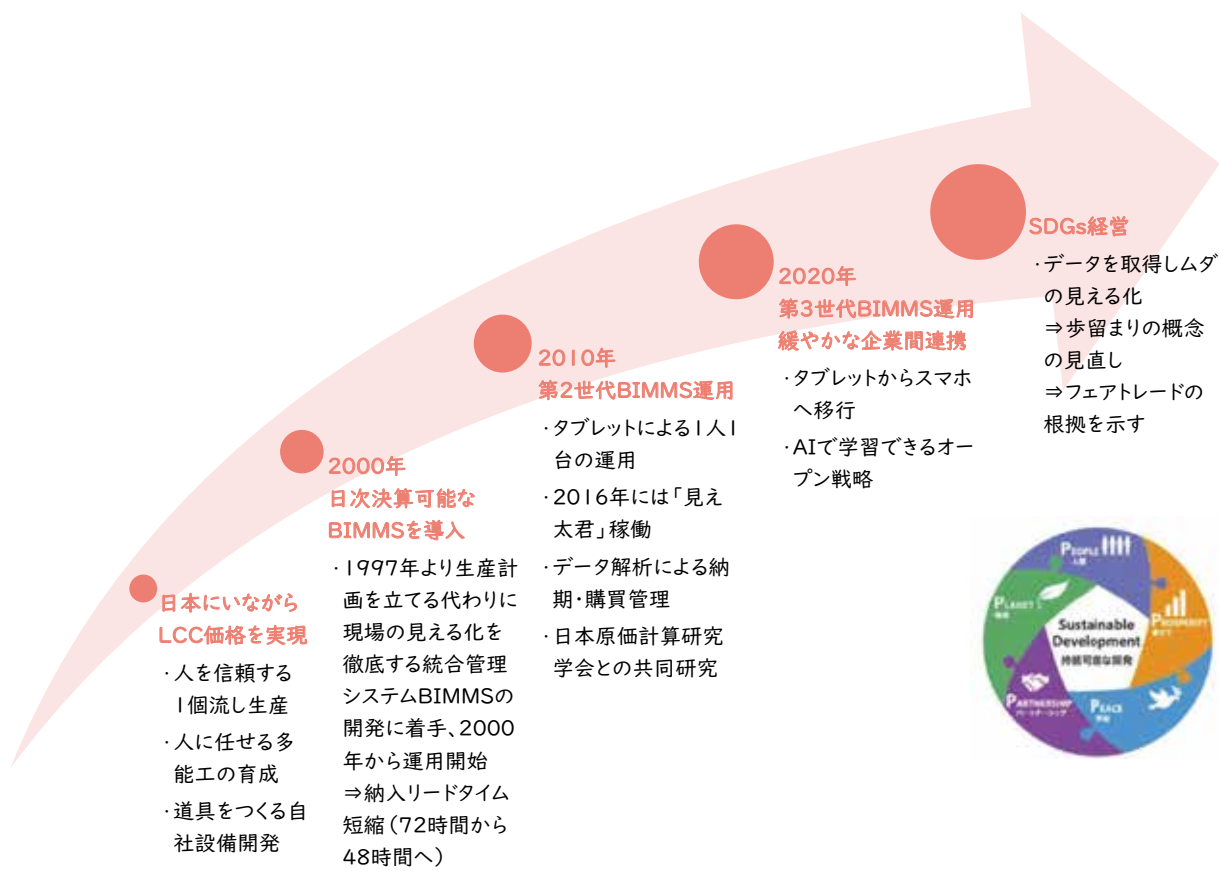 日本にいながら
LCC価格を実現
・人を信頼する
1個流し生産
・人に任せる多
能工の育成
・道具をつくる自
社設備開発
2000年
日次決算可能な
BIMMSを導入
・1997年より生産計
画を立てる代わりに
現場の見える化を
徹底する統合管理
システムBIMMSの
開発に着手、2000
年から運用開始
⇒納入リードタイム
短縮(72時間から
48時間へ)
2010年
第2世代BIMMS運用
・タブレットによる1人1
台の運用
・2016年には「見え
太君」稼働
・データ解析による納
期・購買管理
・日本原価計算研究
学会との共同研究
2020年
第3世代BIMMS運用
緩やかな企業間連携
・タブレットからスマホ
へ移行
・AIで学習できるオー
プン戦略
SDGs経営
・データを取得しムダ
の見える化
⇒歩留まりの概念
の見直し
⇒フェアトレードの
根拠を示す
PEOPLE
人間
PLANET
PROSPERITY
Sustainable
Development
持続可能な開発
PARTNERSHIP
パートナーシップ
PEACE